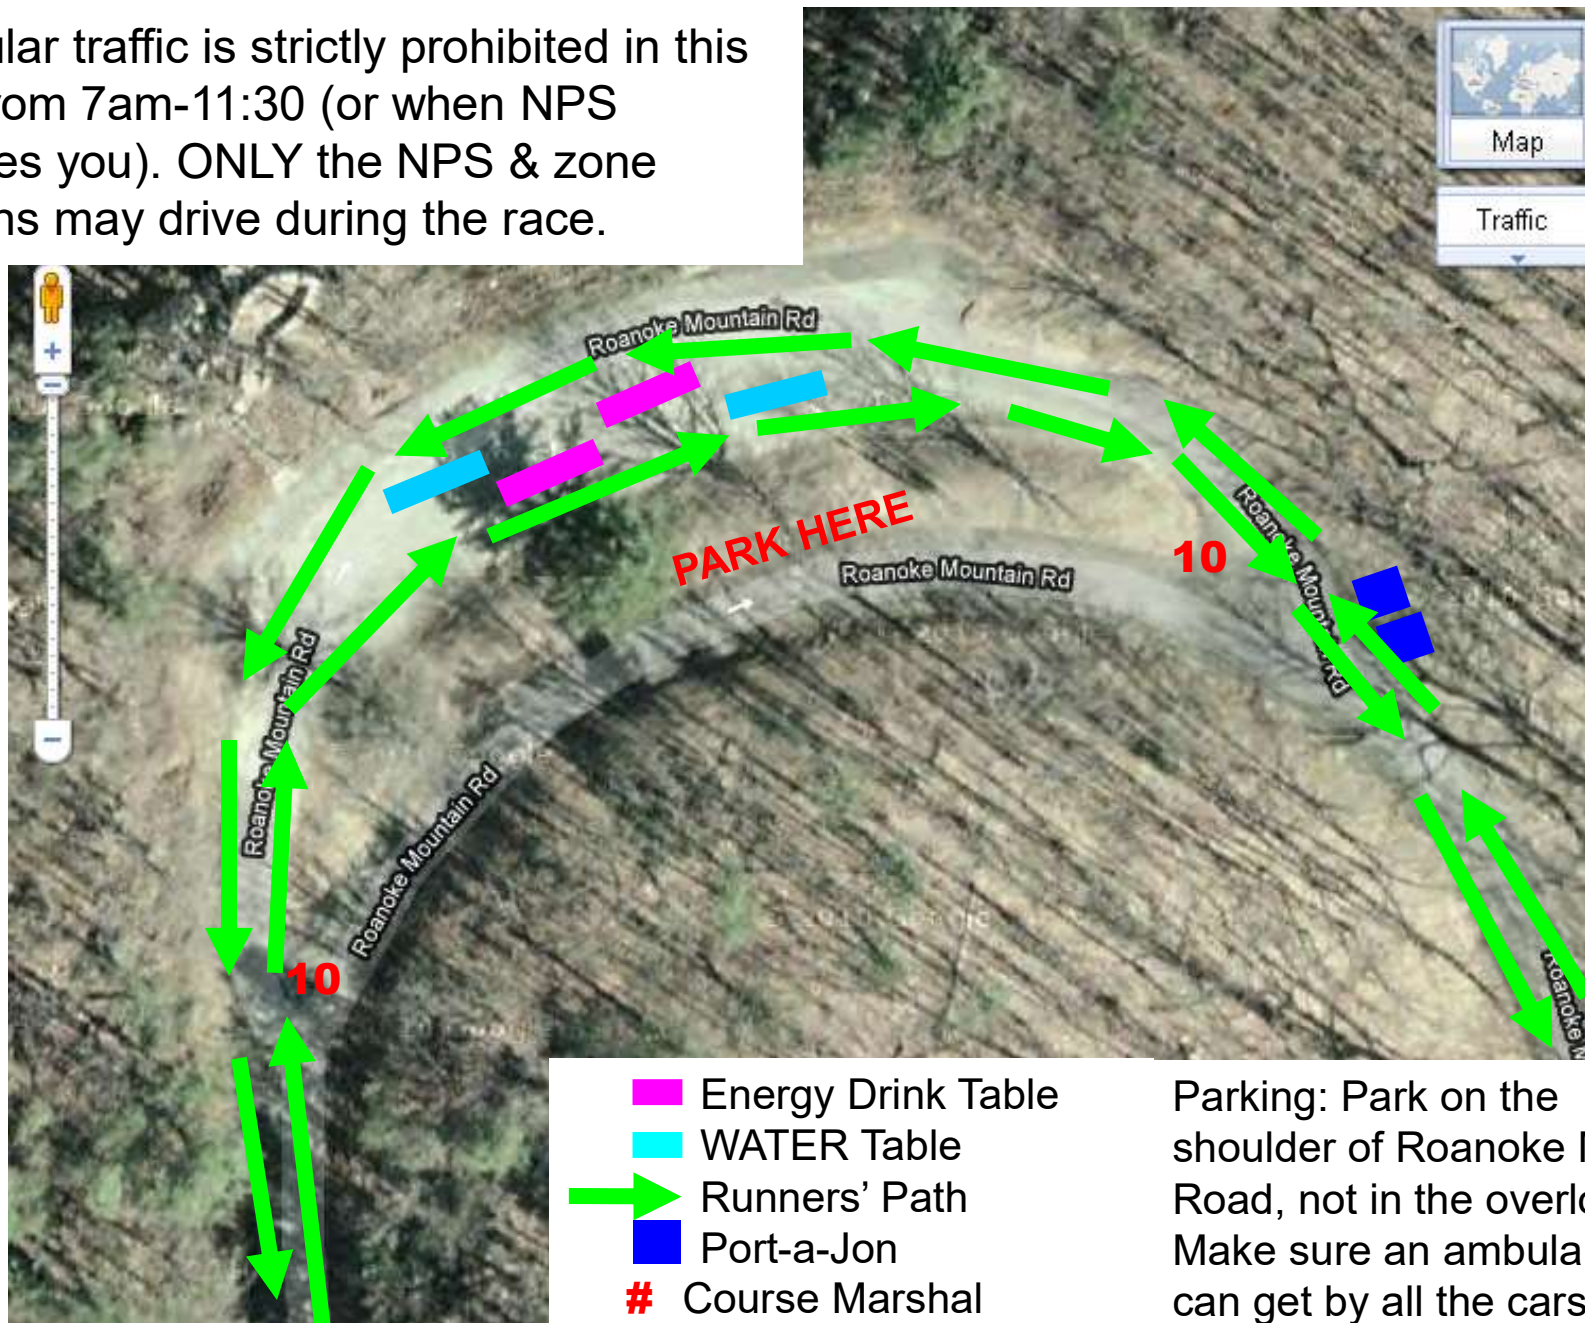 ular traffic is strictly prohibited in this
rom 7am-11:30 (or when NPS
es you). ONLY the NPS & zone
ns may drive during the race.
Map
Traffic
Roanoke Mountain Rd
PARK HERE
Roanoke Mountain Rd
10
Roanoke Mountain Rd
Roanoke Mountain Rd
Roanoke Mountain Rd
10
Roanoke M
Energy Drink Table
WATER Table
Runners’ Path
Port-a-Jon
# Course Marshal
Parking: Park on the
shoulder of Roanoke M
Road, not in the overlo
Make sure an ambula
can get by all the cars